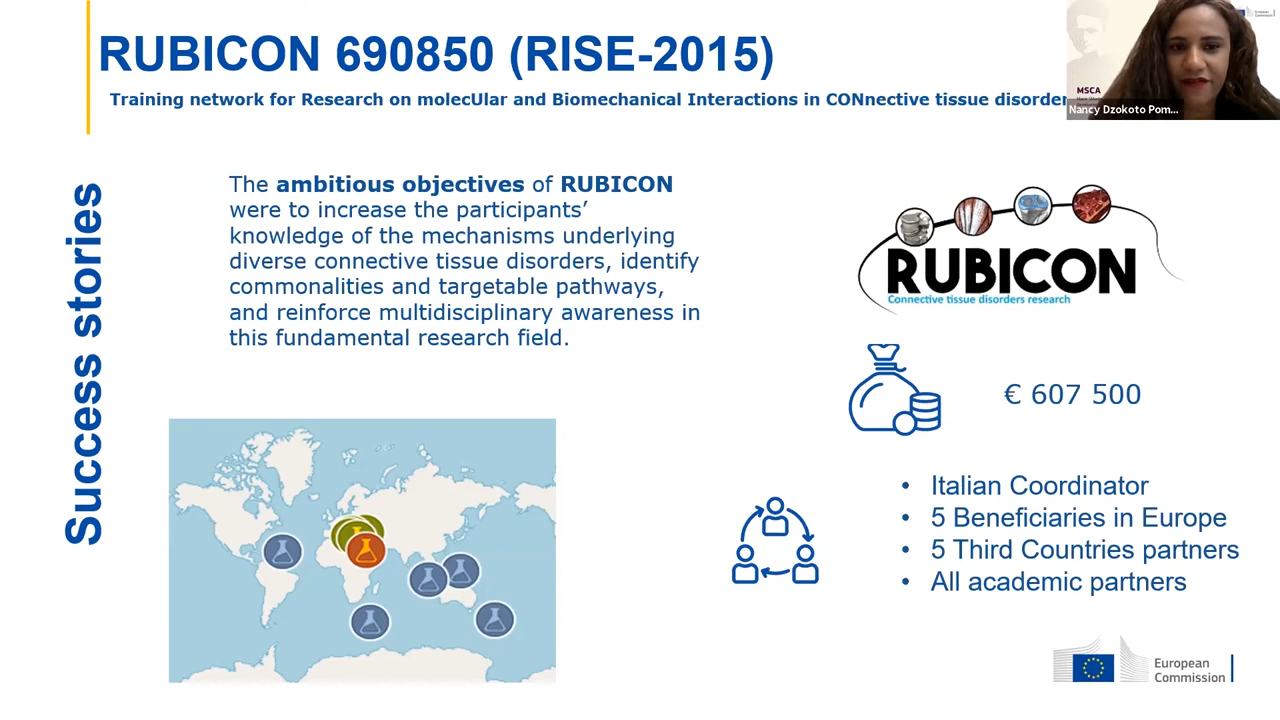 RUBICON 690850 (RISE-2015)
Training network for Research on molecUlar and Biomechanical Interactions in CONnective tissue disorder
MSCA
Nancy Dzokoto Pom...
Success stories
The ambitious objectives of RUBICON
were to increase the participants’
knowledge of the mechanisms underlying
diverse connective tissue disorders, identify
commonalities and targetable pathways,
and reinforce multidisciplinary awareness in
this fundamental research field.
RUBICON
Connective tissue disorders research
€ 607 500
• Italian Coordinator
• 5 Beneficiaries in Europe
• 5 Third Countries partners
• All academic partners
European
Commission